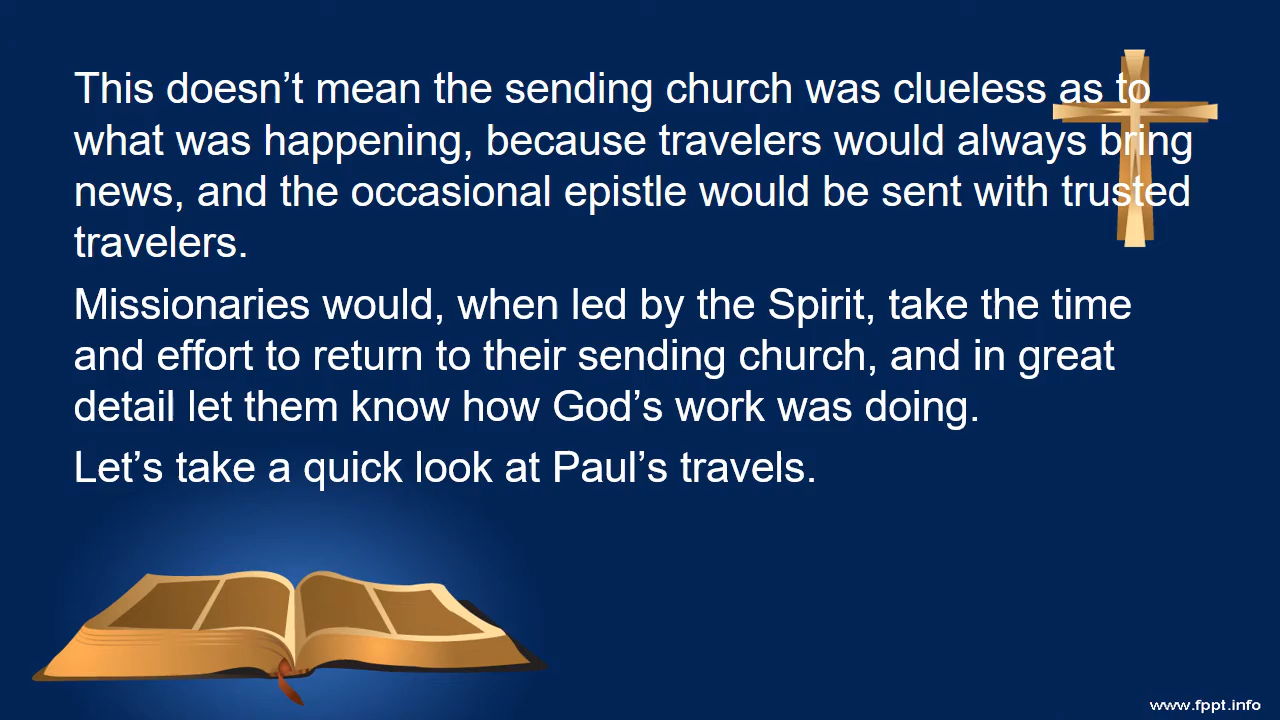 This doesn’t mean the sending church was clueless as to
what was happening, because travelers would always bring
news, and the occasional epistle would be sent with trusted
travelers.
Missionaries would, when led by the Spirit, take the time
and effort to return to their sending church, and in great
detail let them know how God’s work was doing.
Let’s take a quick look at Paul’s travels.
www.fppt.info